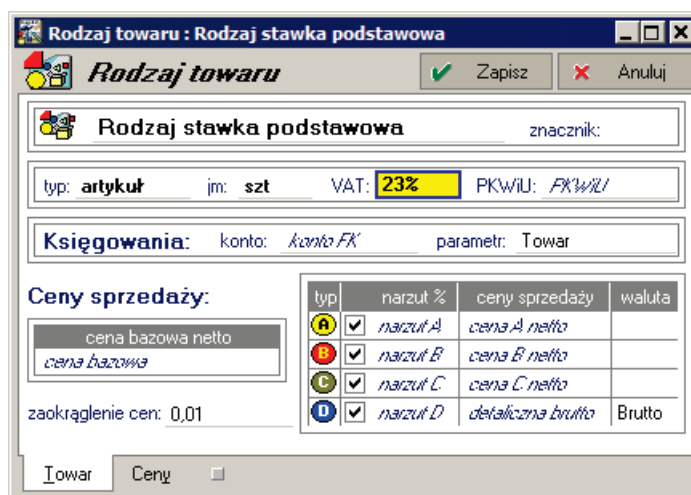 Rodzaj towaru : Rodzaj stawka podstawowa
Rodzaj towaru Zapisz Anuluj
Rodzaj stawka podstawowa znacznik:
typ: artykuł jm: szt VAT: 23% PKWiU: PKWiU
Księgowania: konto: konto FK parametr: Towar
Ceny sprzedaży:
cena bazowa netto
cena bazowa
zaokrąglenie cen: 0,01
typ narzut % ceny sprzedaży waluta
A narzut A cena A netto
B narzut B cena B netto
C narzut C cena C netto
D narzut D detaliczna brutto Brutto
Towar Ceny